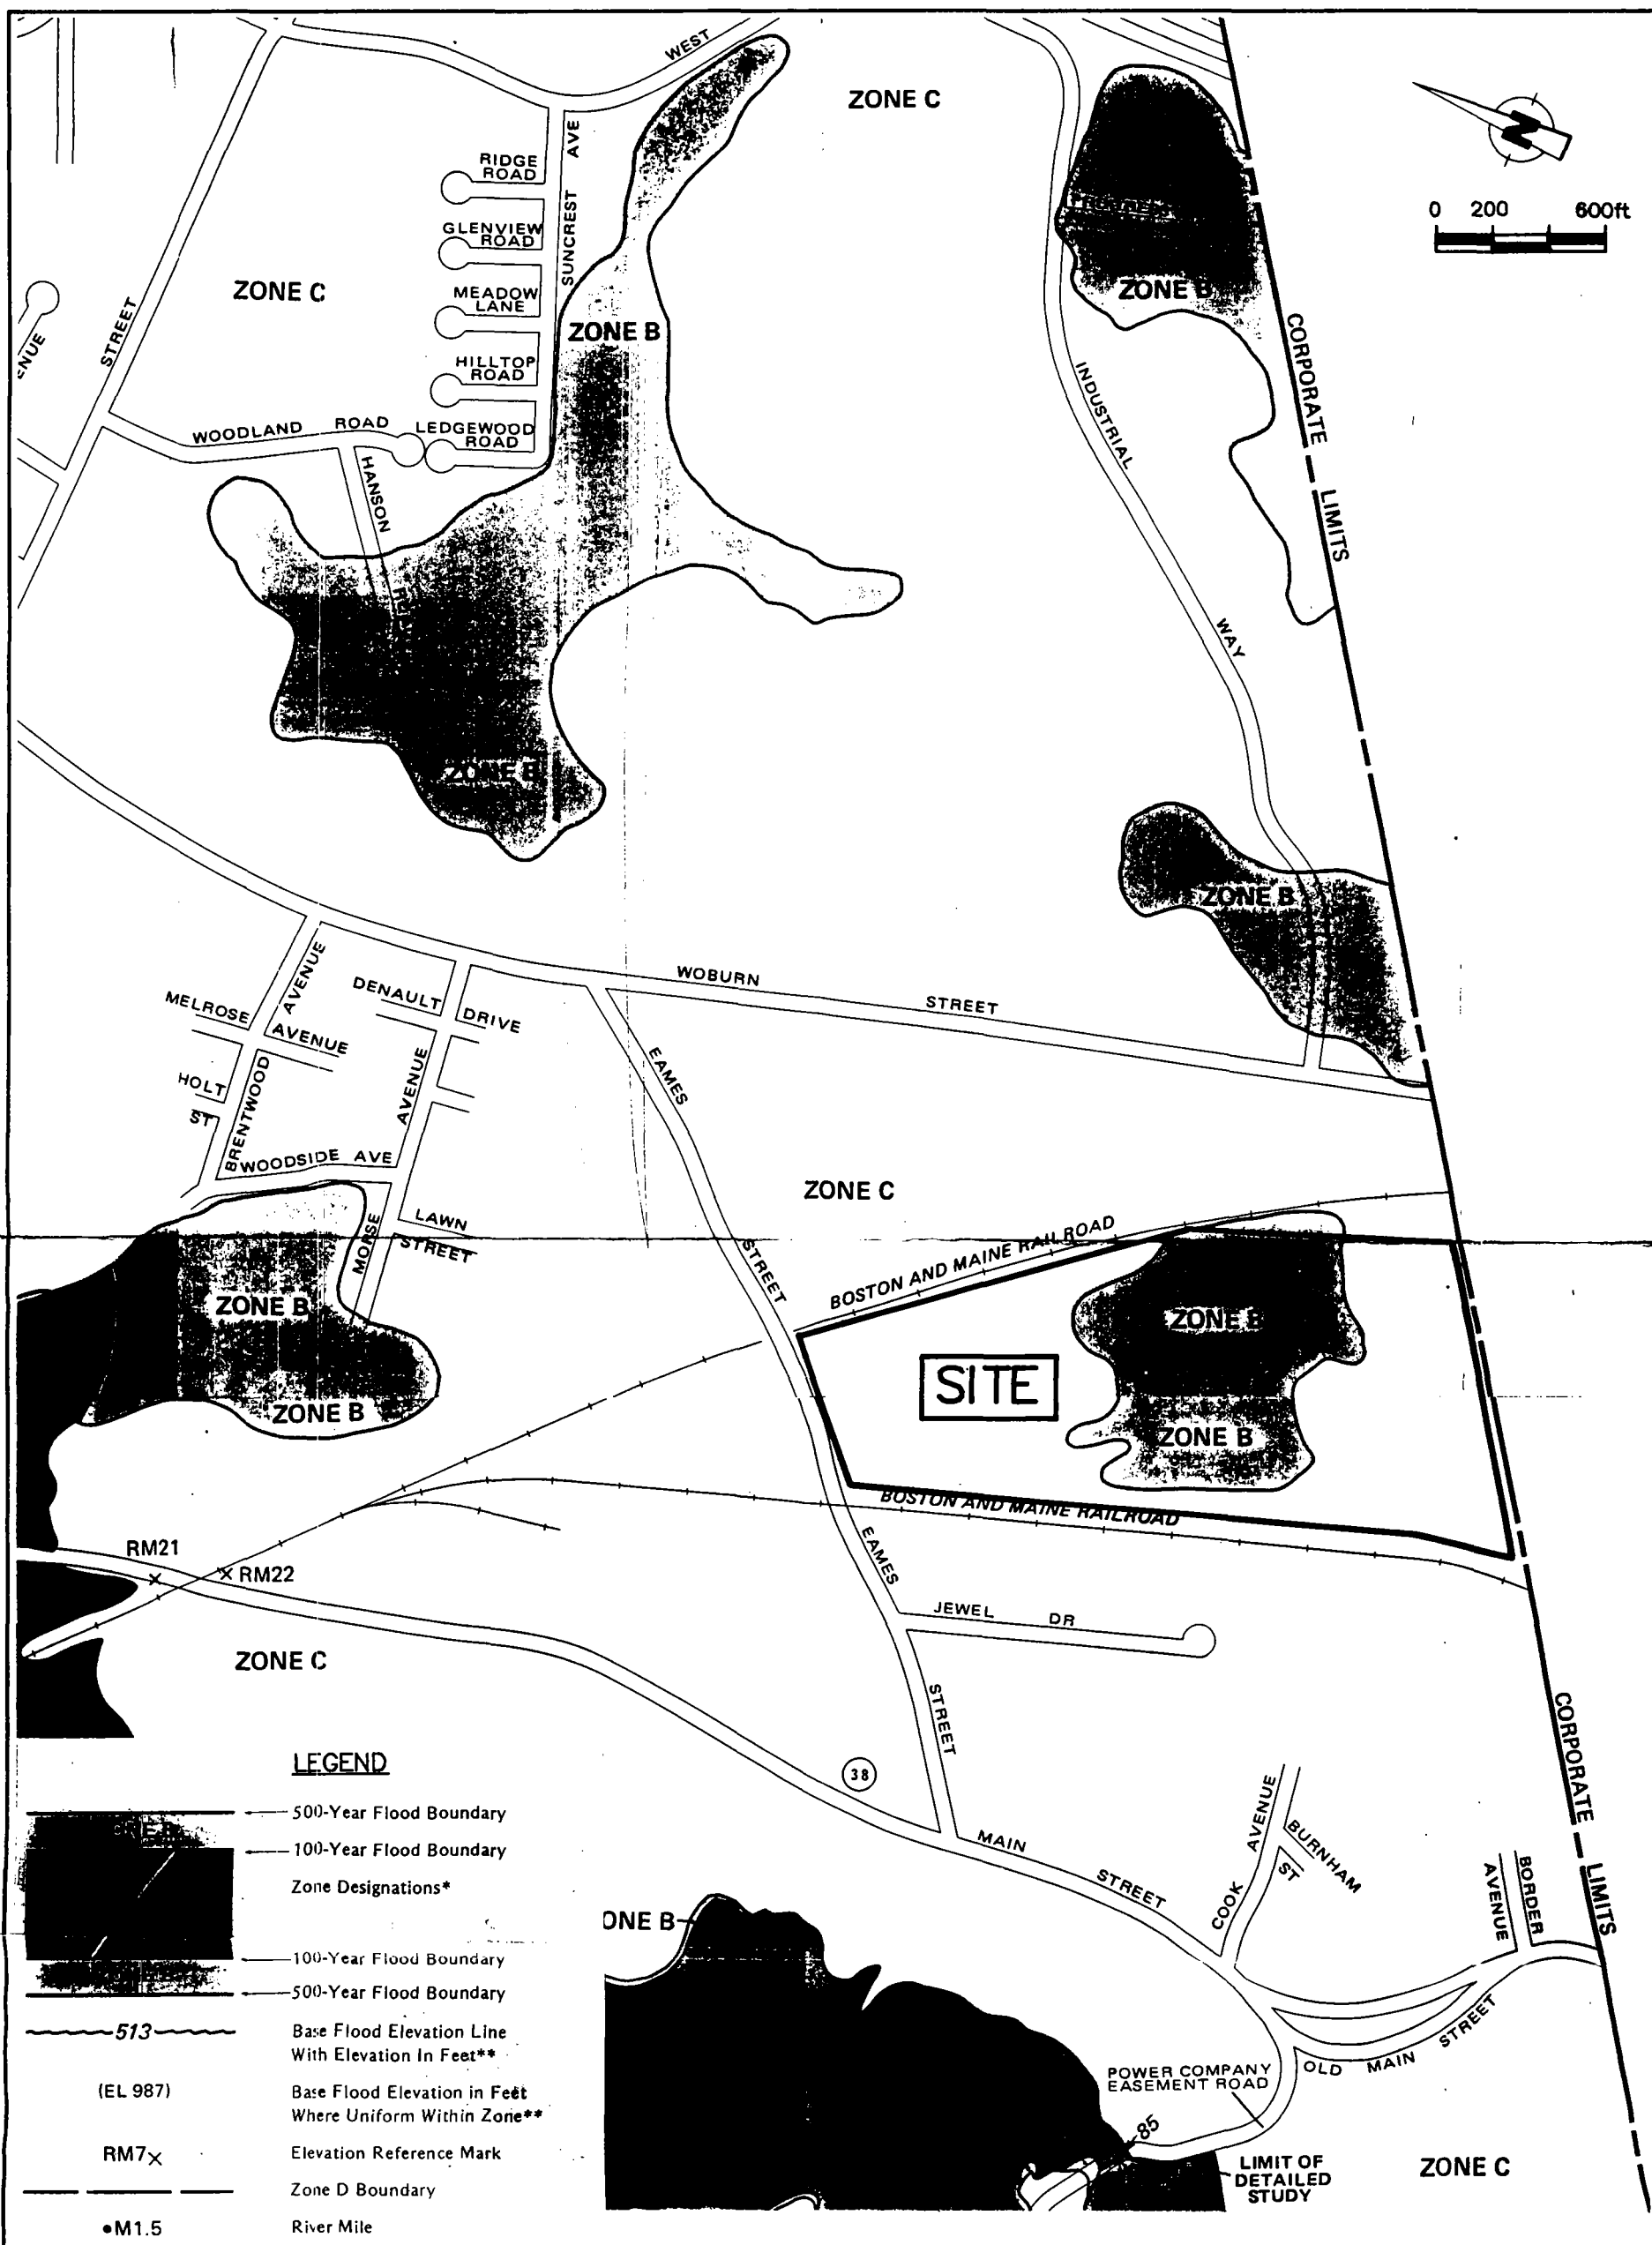 WEST
ZONE C
N
0 200 600ft
RIDGE
ROAD
AVE
GLENVIEW
ROAD
SUNCREST
MEADOW
LANE
ZONE C
ZONE B
ZONE B
HILLTOP
ROAD
STREET
ENUE
CORPORATE
LIMITS
INDUSTRIAL
WAY
WOODLAND ROAD
LEDGEWOOD
ROAD
HANSON
RD
ZONE B
ZONE B
WOBURN STREET
MELROSE
AVENUE
AVENUE
DENAULT
DRIVE
HOLT
ST
BRENTWOOD
AVENUE
EAMES
WOODSIDE AVE
ZONE C
MORSE
LAWN
STREET
STREET
BOSTON AND MAINE RAILROAD
ZONE B
ZONE B
SITE
ZONE B
ZONE B
BOSTON AND MAINE RAILROAD
RM21
RM22
EAMES
JEWEL DR
ZONE C
STREET
CORPORATE
LIMITS
38
MAIN
STREET
COOK
AVENUE
BURNHAM
ST
BORDER
AVENUE
ONE B
OLD MAIN STREET
POWER COMPANY
EASEMENT ROAD
85
LIMIT OF
DETAILED
STUDY
ZONE C
LEGEND
500-Year Flood Boundary
100-Year Flood Boundary
Zone Designations*
100-Year Flood Boundary
500-Year Flood Boundary
513
Base Flood Elevation Line
With Elevation In Feet**
(EL 987)
Base Flood Elevation in Feet
Where Uniform Within Zone**
RM7×
Elevation Reference Mark
Zone D Boundary
•M1.5
River Mile